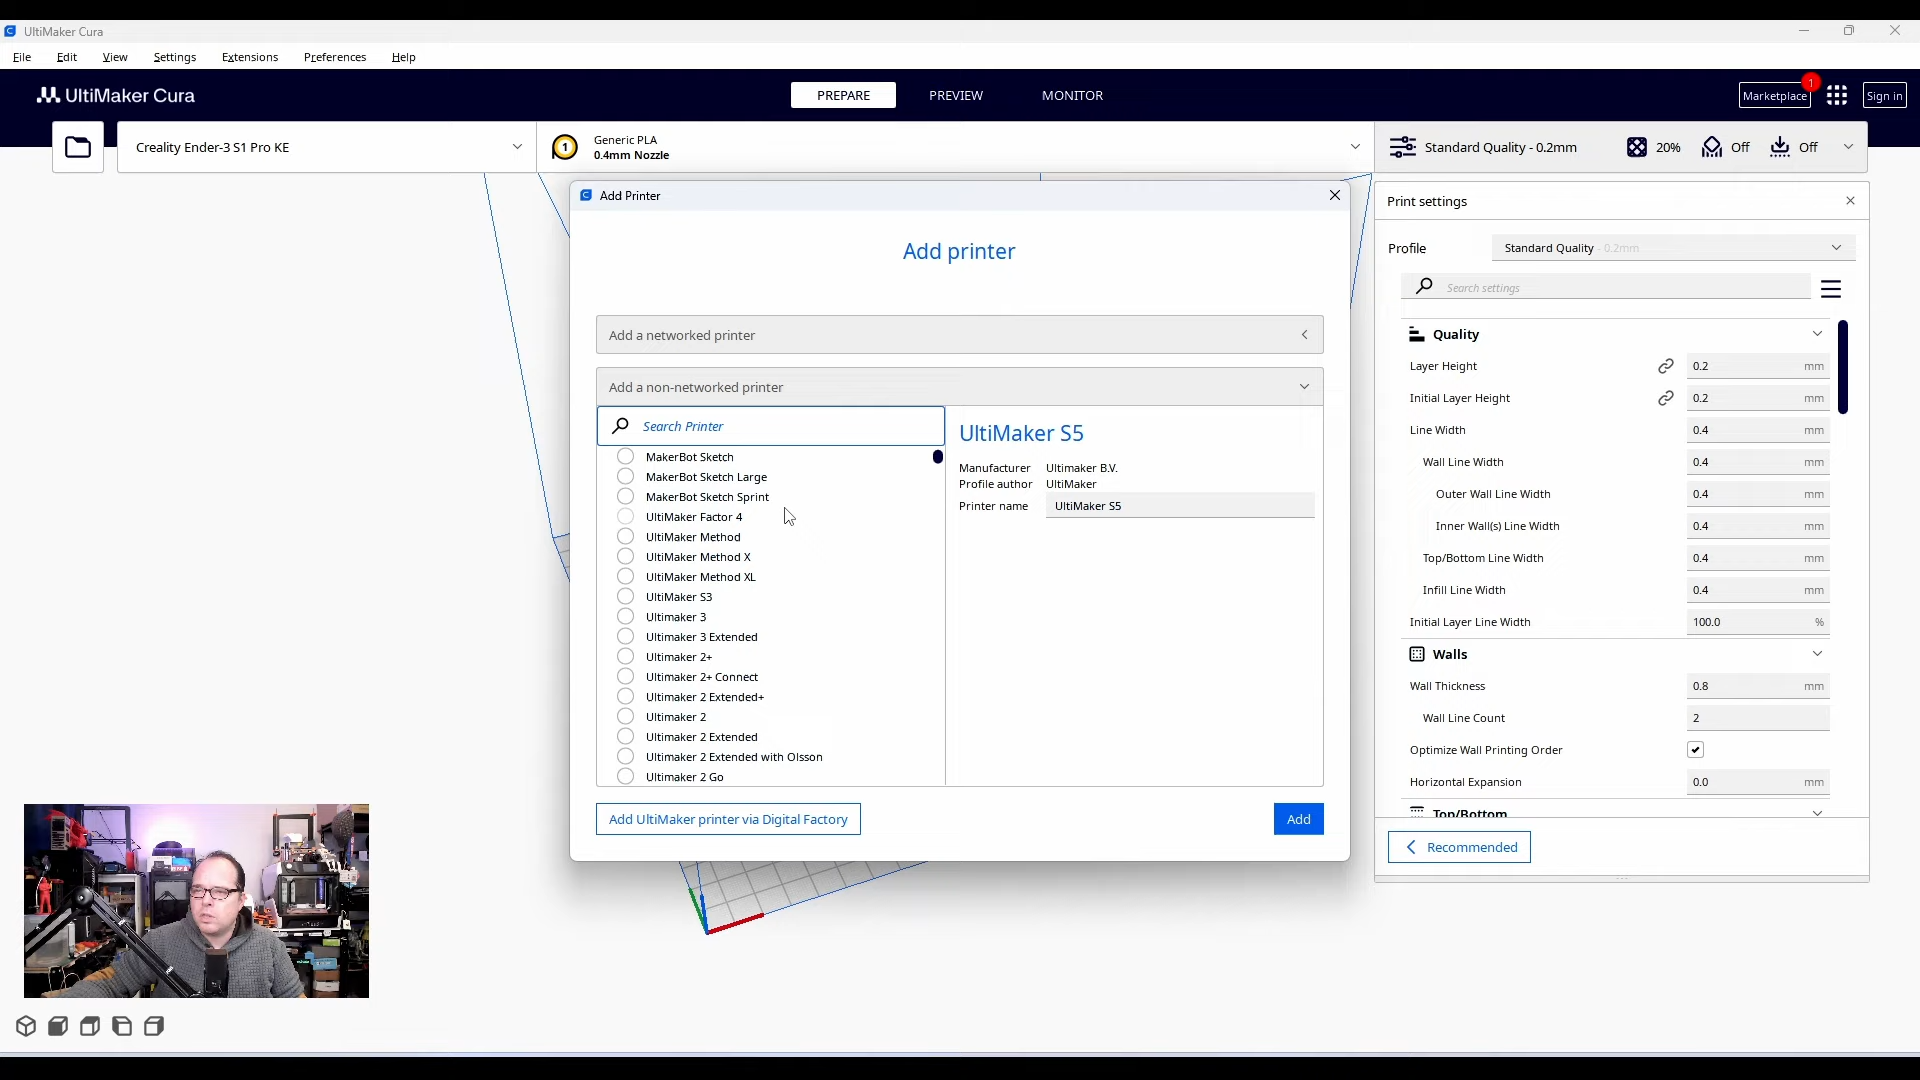 UltiMaker Cura
File Edit View Settings Extensions Preferences Help
UltiMaker Cura
PREPARE PREVIEW MONITOR
Marketplace 1 Sign in
Creality Ender-3 S1 Pro KE
1 Generic PLA
0.4mm Nozzle
Standard Quality - 0.2mm 20% Off Off
Add Printer
Add printer
Add a networked printer
Add a non-networked printer
Search Printer
MakerBot Sketch
MakerBot Sketch Large
MakerBot Sketch Sprint
UltiMaker Factor 4
UltiMaker Method
UltiMaker Method X
UltiMaker Method XL
UltiMaker S3
Ultimaker 3
Ultimaker 3 Extended
Ultimaker 2+
Ultimaker 2+ Connect
Ultimaker 2 Extended+
Ultimaker 2
Ultimaker 2 Extended
Ultimaker 2 Extended with Olsson
Ultimaker 2 Go
UltiMaker S5
Manufacturer Ultimaker B.V.
Profile author UltiMaker
Printer name UltiMaker S5
Add UltiMaker printer via Digital Factory
Add
Print settings
Profile Standard Quality - 0.2mm
Search settings
Quality
Layer Height 0.2 mm
Initial Layer Height 0.2 mm
Line Width 0.4 mm
Wall Line Width 0.4 mm
Outer Wall Line Width 0.4 mm
Inner Wall(s) Line Width 0.4 mm
Top/Bottom Line Width 0.4 mm
Infill Line Width 0.4 mm
Initial Layer Line Width 100.0 %
Walls
Wall Thickness 0.8 mm
Wall Line Count 2
Optimize Wall Printing Order
Horizontal Expansion 0.0 mm
Top/Bottom
Recommended